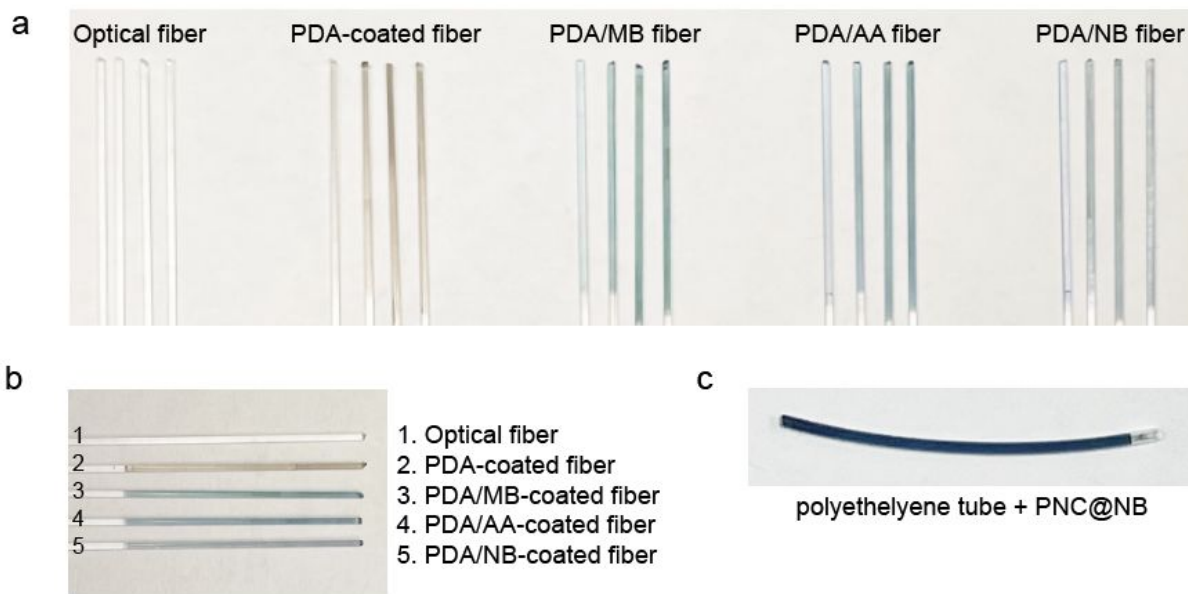 a
Optical fiber PDA-coated fiber PDA/MB fiber PDA/AA fiber PDA/NB fiber
b
1
2
3
4
5
1. Optical fiber
2. PDA-coated fiber
3. PDA/MB-coated fiber
4. PDA/AA-coated fiber
5. PDA/NB-coated fiber
c
polyethelyene tube + PNC@NB